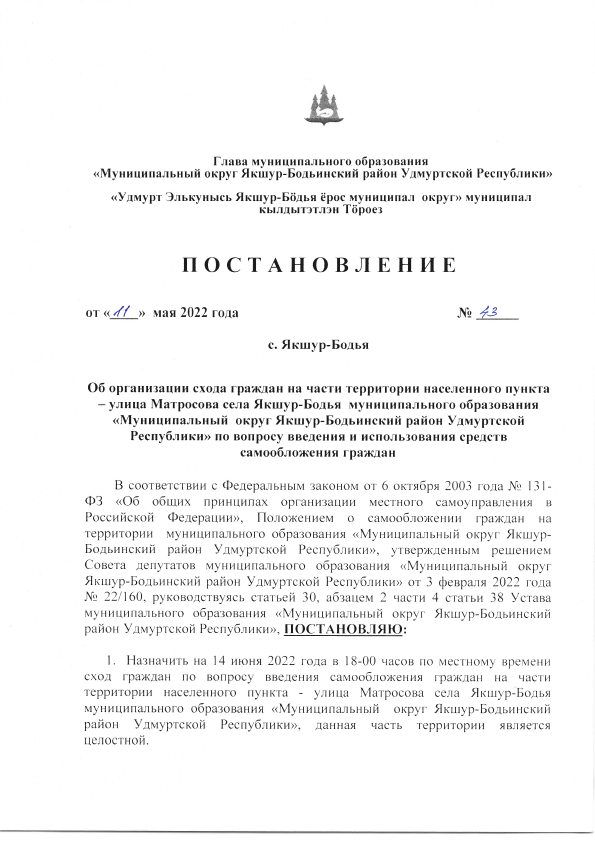 Глава муниципального образования
«Муниципальный округ Якшур-Бодьинский район Удмуртской Республики»
«Удмурт Элькунысь Якшур-Бӧдья ёрос муниципал округ» муниципал
кылдытэтлэн Тӧроез
П О С Т А Н О В Л Е Н И Е
от «11» мая 2022 года № 43
с. Якшур-Бодья
Об организации схода граждан на части территории населенного пункта
– улица Матросова села Якшур-Бодья муниципального образования
«Муниципальный округ Якшур-Бодьинский район Удмуртской
Республики» по вопросу введения и использования средств
самообложения граждан
В соответствии с Федеральным законом от 6 октября 2003 года № 131-
ФЗ «Об общих принципах организации местного самоуправления в
Российской Федерации», Положением о самообложении граждан на
территории муниципального образования «Муниципальный округ Якшур-
Бодьинский район Удмуртской Республики», утвержденным решением
Совета депутатов муниципального образования «Муниципальный округ
Якшур-Бодьинский район Удмуртской Республики» от 3 февраля 2022 года
№ 22/160, руководствуясь статьей 30, абзацем 2 части 4 статьи 38 Устава
муниципального образования «Муниципальный округ Якшур-Бодьинский
район Удмуртской Республики», ПОСТАНОВЛЯЮ:
1. Назначить на 14 июня 2022 года в 18-00 часов по местному времени
сход граждан по вопросу введения самообложения граждан на части
территории населенного пункта - улица Матросова села Якшур-Бодья
муниципального образования «Муниципальный округ Якшур-Бодьинский
район Удмуртской Республики», данная часть территории является
целостной.